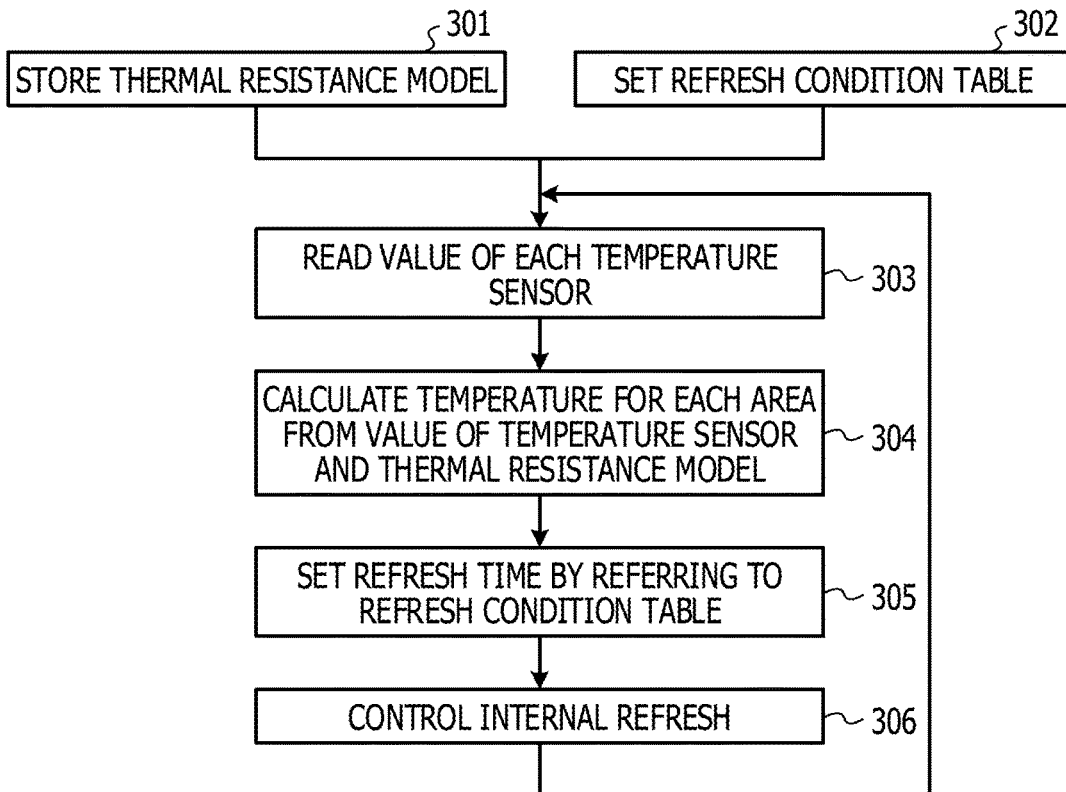 301
302
STORE THERMAL RESISTANCE MODEL
SET REFRESH CONDITION TABLE
READ VALUE OF EACH TEMPERATURE
SENSOR
303
CALCULATE TEMPERATURE FOR EACH AREA
FROM VALUE OF TEMPERATURE SENSOR
AND THERMAL RESISTANCE MODEL
304
SET REFRESH TIME BY REFERRING TO
REFRESH CONDITION TABLE
305
CONTROL INTERNAL REFRESH
306